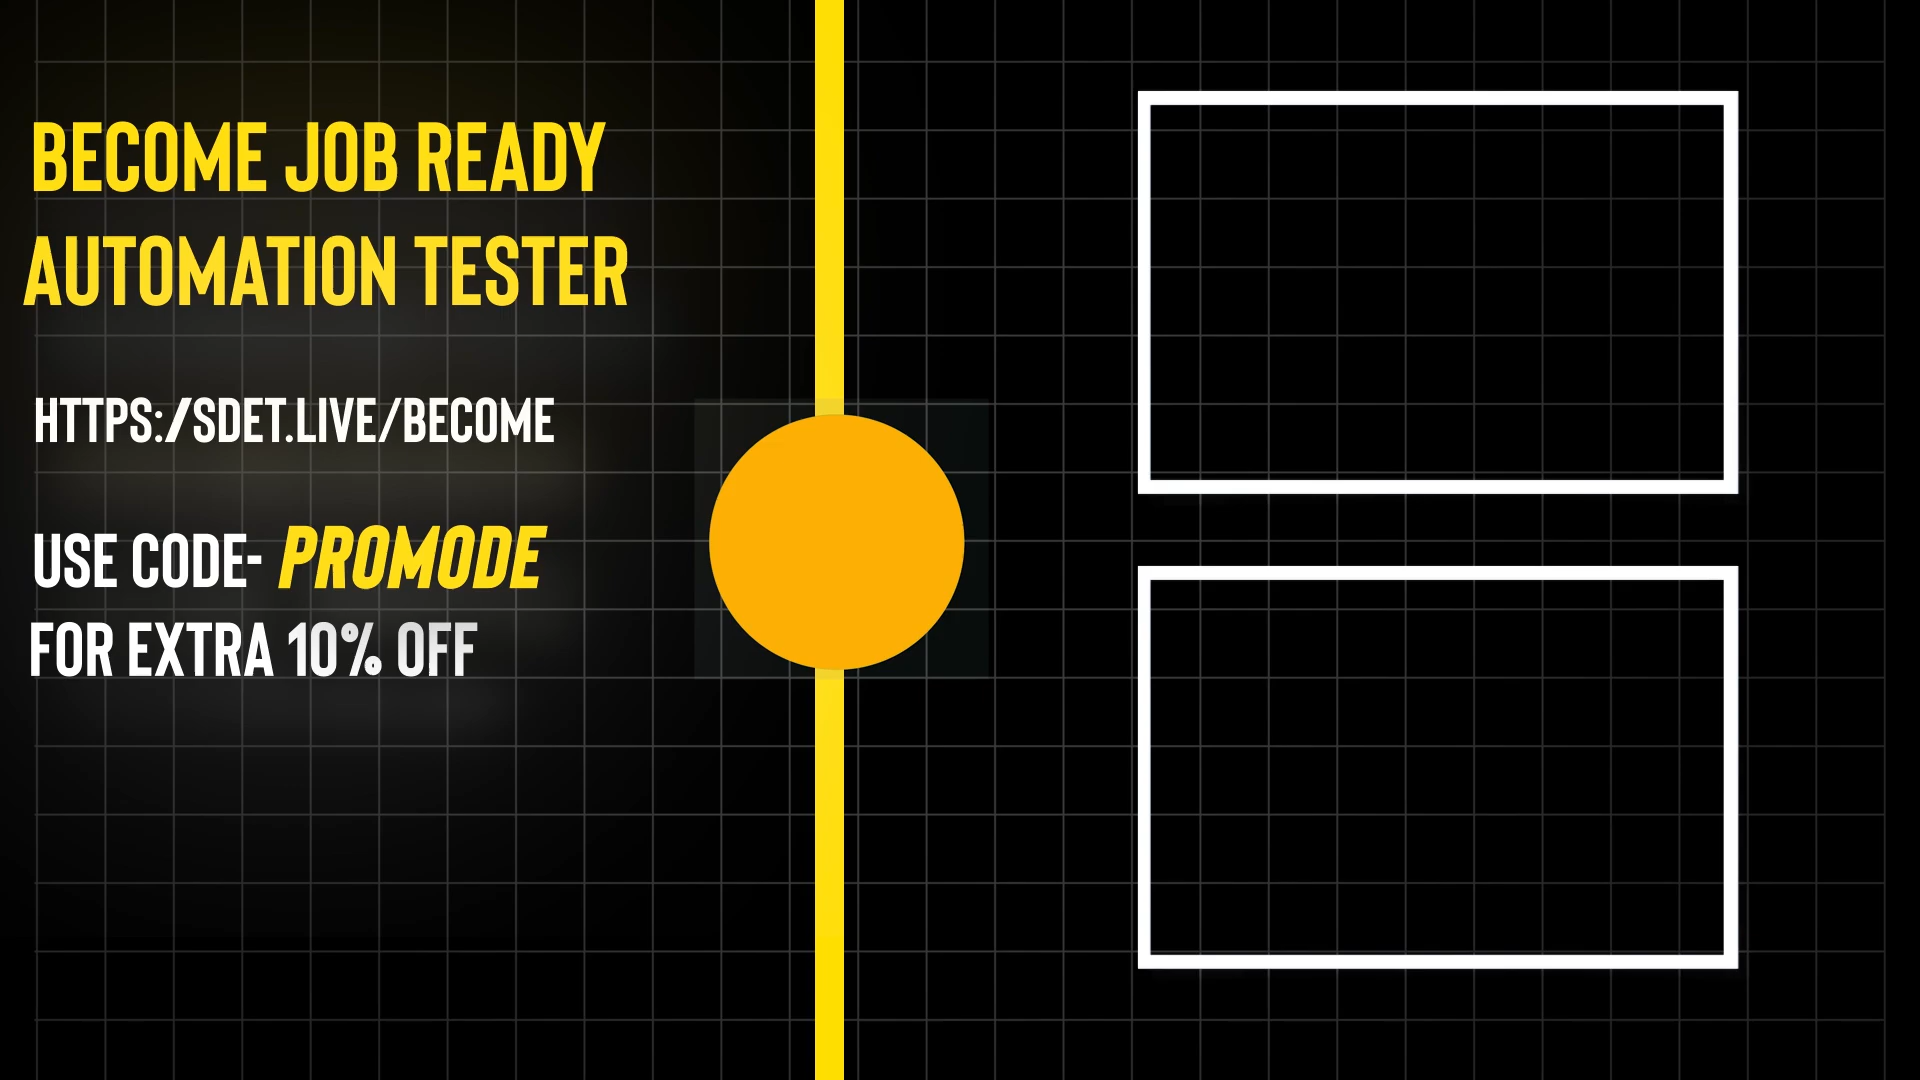 BECOME JOB READY
AUTOMATION TESTER
HTTPS://SDET.LIVE/BECOME
USE CODE- PROMODE
FOR EXTRA 10% OFF